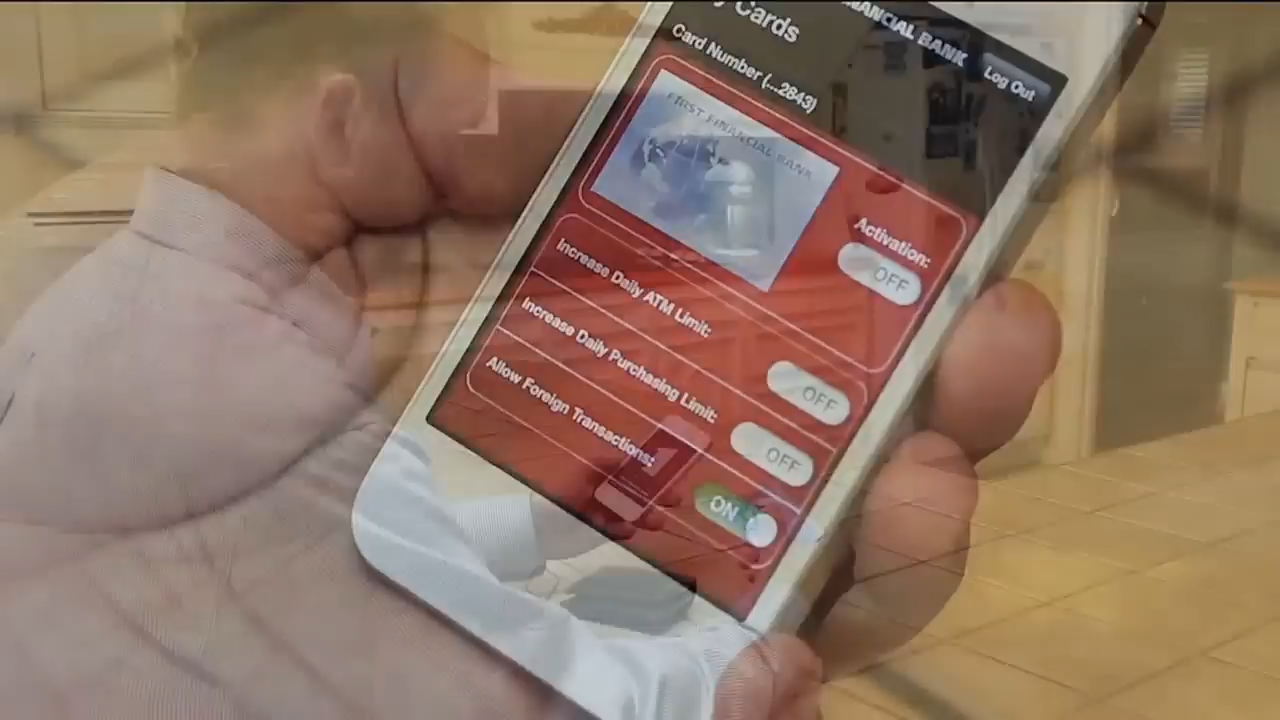 Cards
FINANCIAL BANK
Log Out
Card Number (...2843)
FIRST FINANCIAL BANK
Activation:
OFF
Increase Daily ATM Limit:
OFF
Increase Daily Purchasing Limit:
OFF
Allow Foreign Transactions:
ON